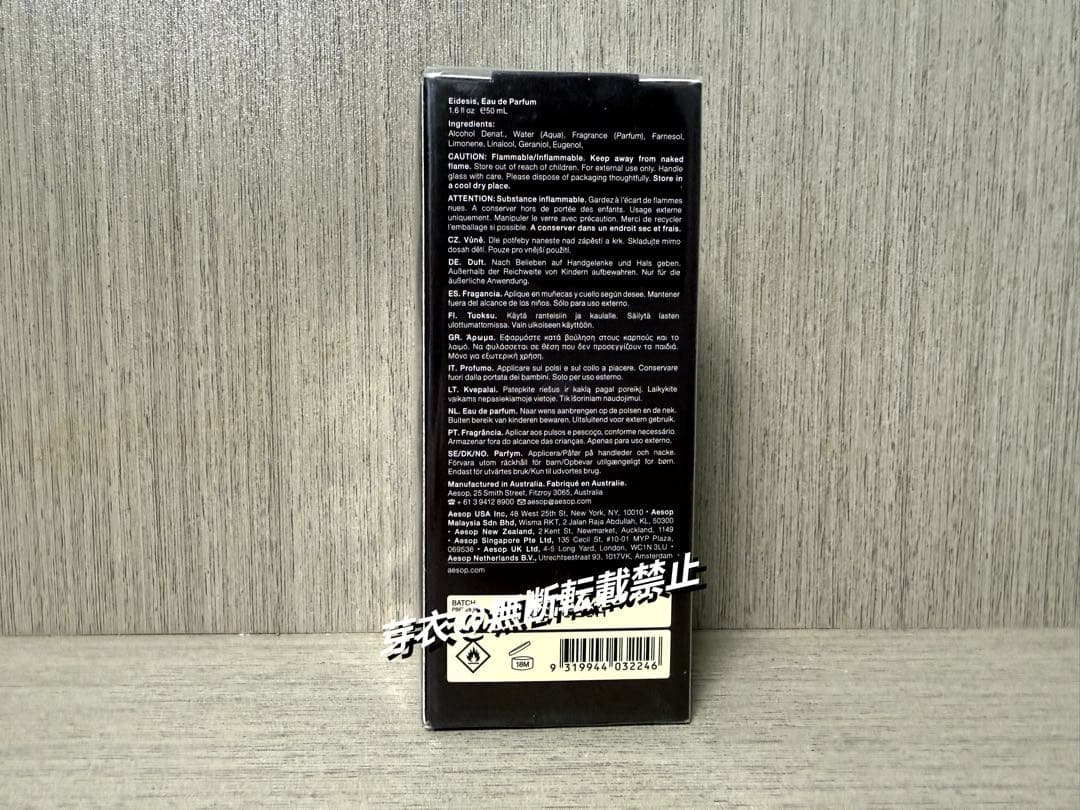 Eidesis, Eau de Parfum
1.6 fl oz ℮50 mL
Ingredients:
Alcohol Denat., Water (Aqua), Fragrance (Parfum), Farnesol,
Limonene, Linalool, Geraniol, Eugenol,
CAUTION: Flammable/Inflammable. Keep away from naked
flame. Store out of reach of children. For external use only. Handle
glass with care. Please dispose of packaging thoughtfully. Store in
a cool dry place.
ATTENTION: Substance inflammable. Gardez à l'écart de flammes
nues. A conserver hors de portée des enfants. Usage externe
uniquement. Manipuler le verre avec précaution. Merci de recycler
l'emballage si possible. A conserver dans un endroit sec et frais.
CZ. Vůně. Dle potřeby naneste nad zápěstí a krk. Skladujte mimo
dosah dětí. Pouze pro vnější použití.
DE. Duft. Nach Belieben auf Handgelenke und Hals geben.
Außerhalb der Reichweite von Kindern aufbewahren. Nur für die
äußerliche Anwendung.
ES. Fragancia. Aplique en muñecas y cuello según desee. Mantener
fuera del alcance de los niños. Sólo para uso externo.
FI. Tuoksu. Käytä ranteisiin ja kaulalle. Säilytä lasten
ulottumattomissa. Vain ulkoiseen käyttöön.
GR. Άρωμα. Εφαρμόστε κατά βούληση στους καρπούς και το
λαιμό. Να φυλάσσεται σε θέση που δεν προσεγγίζουν τα παιδιά.
Μόνο για εξωτερική χρήση.
IT. Profumo. Applicare sui polsi e sul collo a piacere. Conservare
fuori dalla portata dei bambini. Solo per uso esterno.
LT. Kvepalai. Patepkite riešus ir kaklą pagal poreikį. Laikykite
vaikams nepasiekiamoje vietoje. Tik išoriniam naudojimui.
NL. Eau de parfum. Naar wens aanbrengen op de polsen en de nek.
Buiten bereik van kinderen bewaren. Uitsluitend voor extern gebruik.
PT. Fragrância. Aplicar aos pulsos e pescoço, conforme necessário.
Armazenar fora do alcance das crianças. Apenas para uso externo.
SE/DK/NO. Parfym. Applicera/Påfør på handleder och nacke.
Förvara utom räckhåll för barn/Opbevar utilgængeligt for børn.
Endast för utvärtes bruk/Kun til udvortes brug.
Manufactured in Australia. Fabriqué en Australie.
Aesop, 25 Smith Street, Fitzroy 3065, Australia
☎ + 61 3 9412 8900 ✉ aesop@aesop.com
Aesop USA Inc, 48 West 25th St, New York, NY, 10010 • Aesop
Malaysia Sdn Bhd, Wisma RKT, 2 Jalan Raja Abdullah, KL, 50300
• Aesop New Zealand, 2 Kent St, Newmarket, Auckland, 1149
• Aesop Singapore Pte Ltd, 135 Cecil St, #10-01 MYP Plaza,
069536 • Aesop UK Ltd, 4-5 Long Yard, London, WC1N 3LU •
Aesop Netherlands B.V., Utrechtsestraat 93, 1017VK, Amsterdam •
aesop.com
芽衣@無断転載禁止
BATCH
18M
9 319944 032246